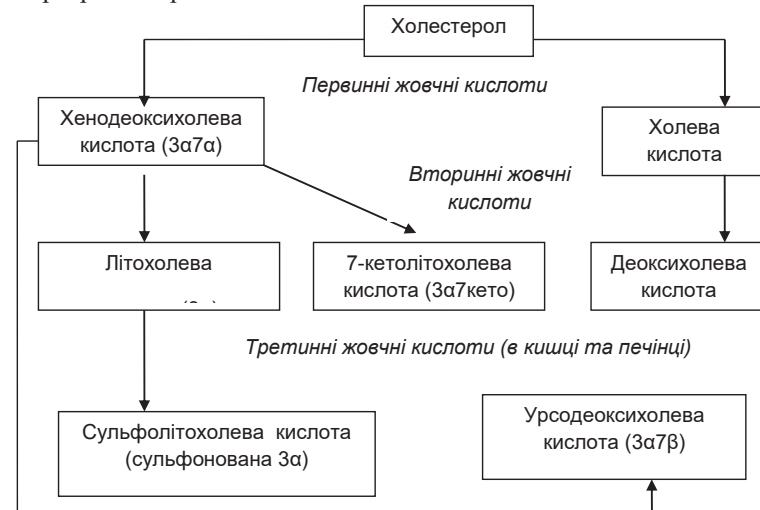 Холестерол
Первинні жовчні кислоти
Хенодеоксихолева
кислота (3α7α)
Холева
кислота
Вторинні жовчні
кислоти
Літохолева
7-кетолітохолева
кислота (3α7кето)
Деоксихолева
кислота
Третинні жовчні кислоти (в кишці та печінці)
Сульфолітохолева кислота
(сульфонована 3α)
Урсодеоксихолева
кислота (3α7β)